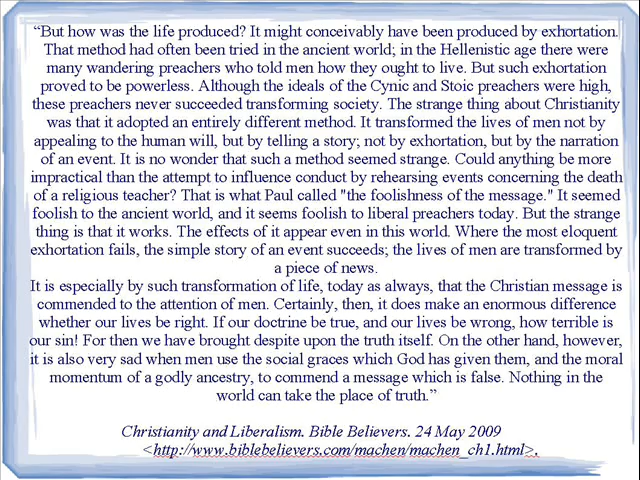 “But how was the life produced? It might conceivably have been produced by exhortation.
That method had often been tried in the ancient world; in the Hellenistic age there were
many wandering preachers who told men how they ought to live. But such exhortation
proved to be powerless. Although the ideals of the Cynic and Stoic preachers were high,
these preachers never succeeded transforming society. The strange thing about Christianity
was that it adopted an entirely different method. It transformed the lives of men not by
appealing to the human will, but by telling a story; not by exhortation, but by the narration
of an event. It is no wonder that such a method seemed strange. Could anything be more
impractical than the attempt to influence conduct by rehearsing events concerning the death
of a religious teacher? That is what Paul called "the foolishness of the message." It seemed
foolish to the ancient world, and it seems foolish to liberal preachers today. But the strange
thing is that it works. The effects of it appear even in this world. Where the most eloquent
exhortation fails, the simple story of an event succeeds; the lives of men are transformed by
a piece of news.
It is especially by such transformation of life, today as always, that the Christian message is
commended to the attention of men. Certainly, then, it does make an enormous difference
whether our lives be right. If our doctrine be true, and our lives be wrong, how terrible is
our sin! For then we have brought despite upon the truth itself. On the other hand, however,
it is also very sad when men use the social graces which God has given them, and the moral
momentum of a godly ancestry, to commend a message which is false. Nothing in the
world can take the place of truth.”
Christianity and Liberalism. Bible Believers. 24 May 2009
<http://www.biblebelievers.com/machen/machen_ch1.html>.